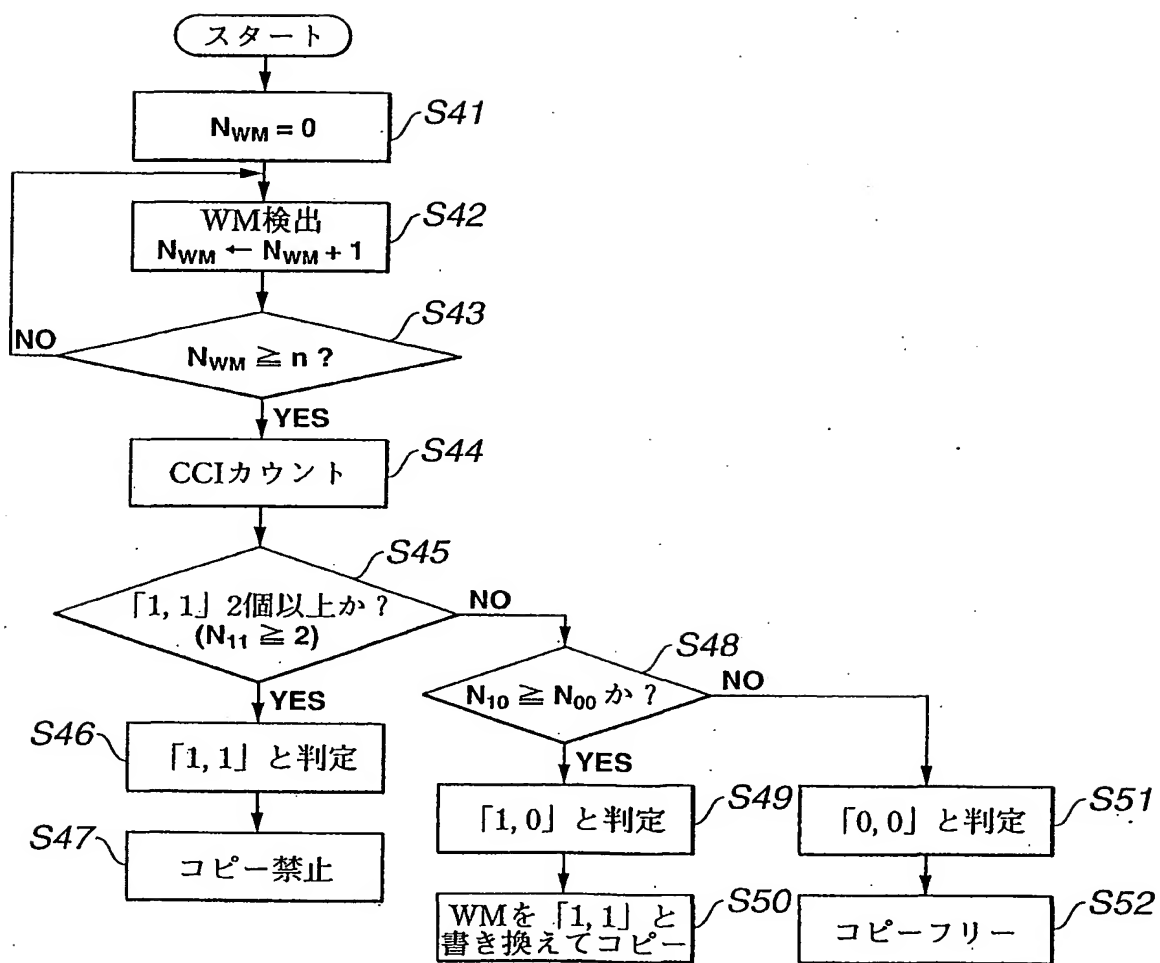 スタート
N_WM = 0
S41
WM検出
N_WM ← N_WM + 1
S42
S43
NO
N_WM ≧ n ?
YES
CCIカウント
S44
S45
「1, 1」2個以上か?
(N_11 ≧ 2)
NO
YES
S48
N_10 ≧ N_00 か?
NO
YES
S46
「1, 1」と判定
S47
コピー禁止
S49
「1, 0」と判定
S50
WMを「1, 1」と
書き換えてコピー
S51
「0, 0」と判定
S52
コピーフリー